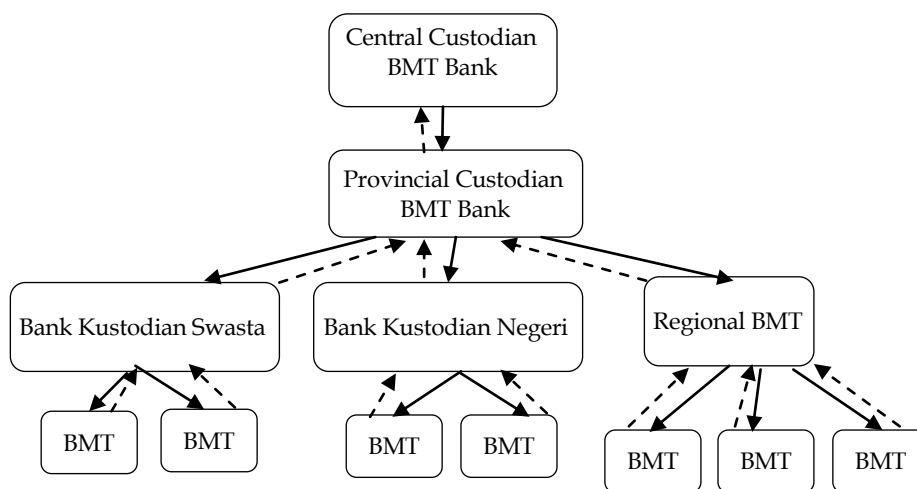 Central Custodian
BMT Bank
Provincial Custodian
BMT Bank
Bank Kustodian Swasta
Bank Kustodian Negeri
Regional BMT
BMT
BMT
BMT
BMT
BMT
BMT
BMT